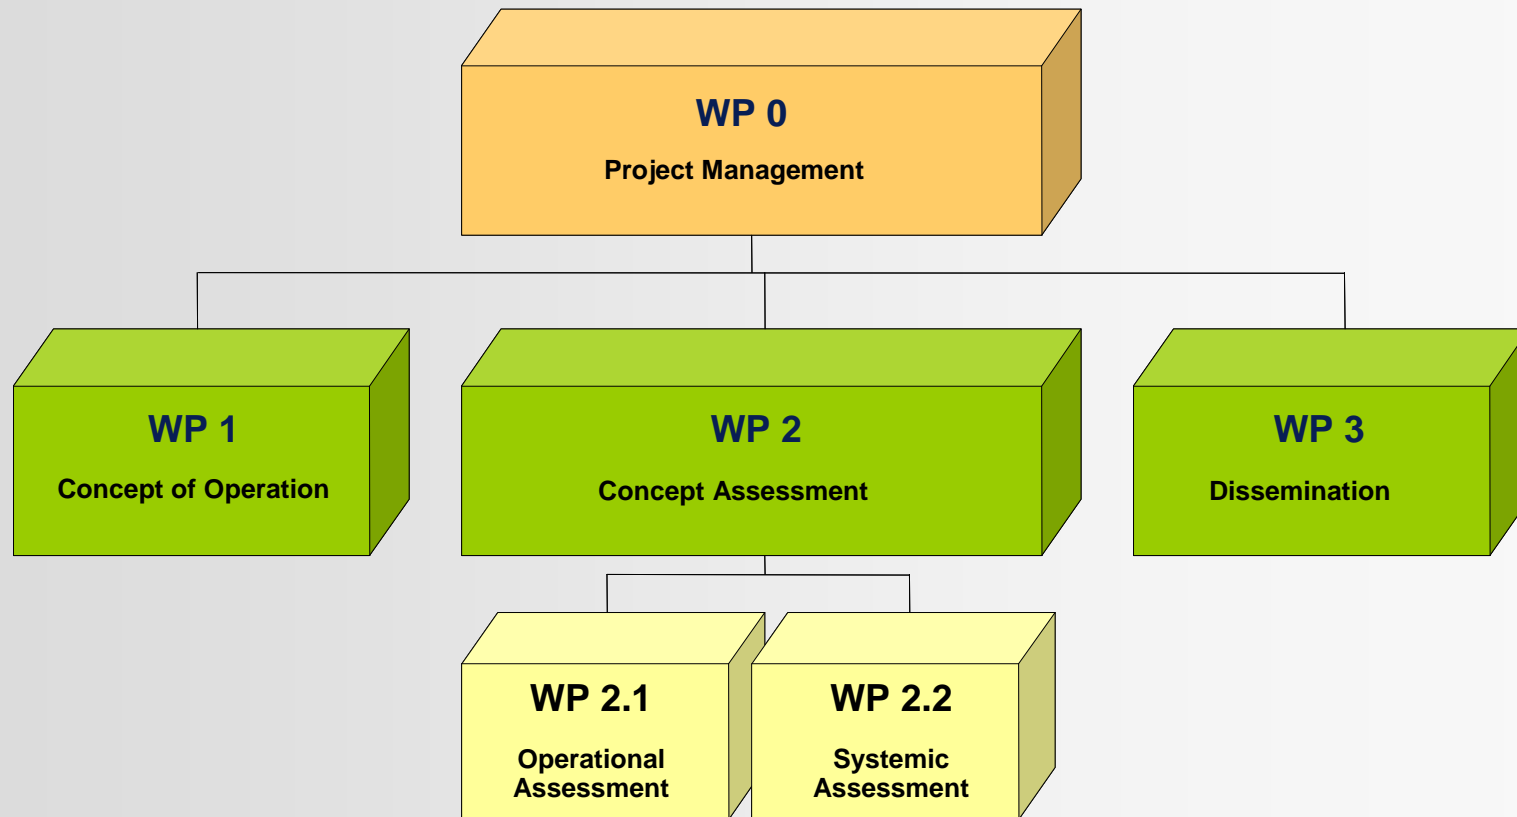 WP 0
Project Management
WP 1
Concept of Operation
WP 2
Concept Assessment
WP 3
Dissemination
WP 2.1
Operational
Assessment
WP 2.2
Systemic
Assessment